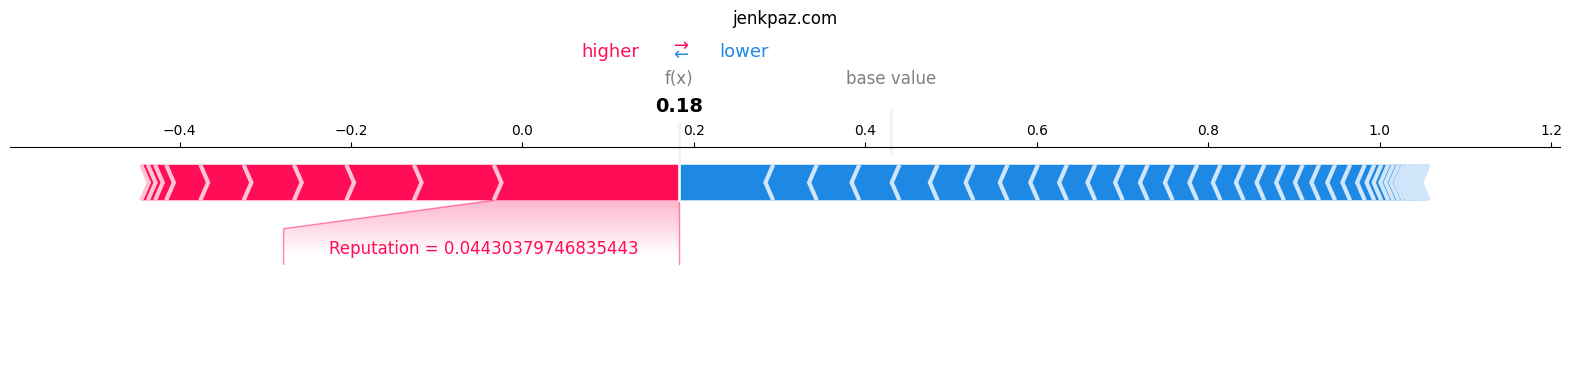 jenkpaz.com
higher ⇄ lower
f(x) base value
0.18
−0.4 −0.2 0.0 0.2 0.4 0.6 0.8 1.0 1.2
Reputation = 0.04430379746835443